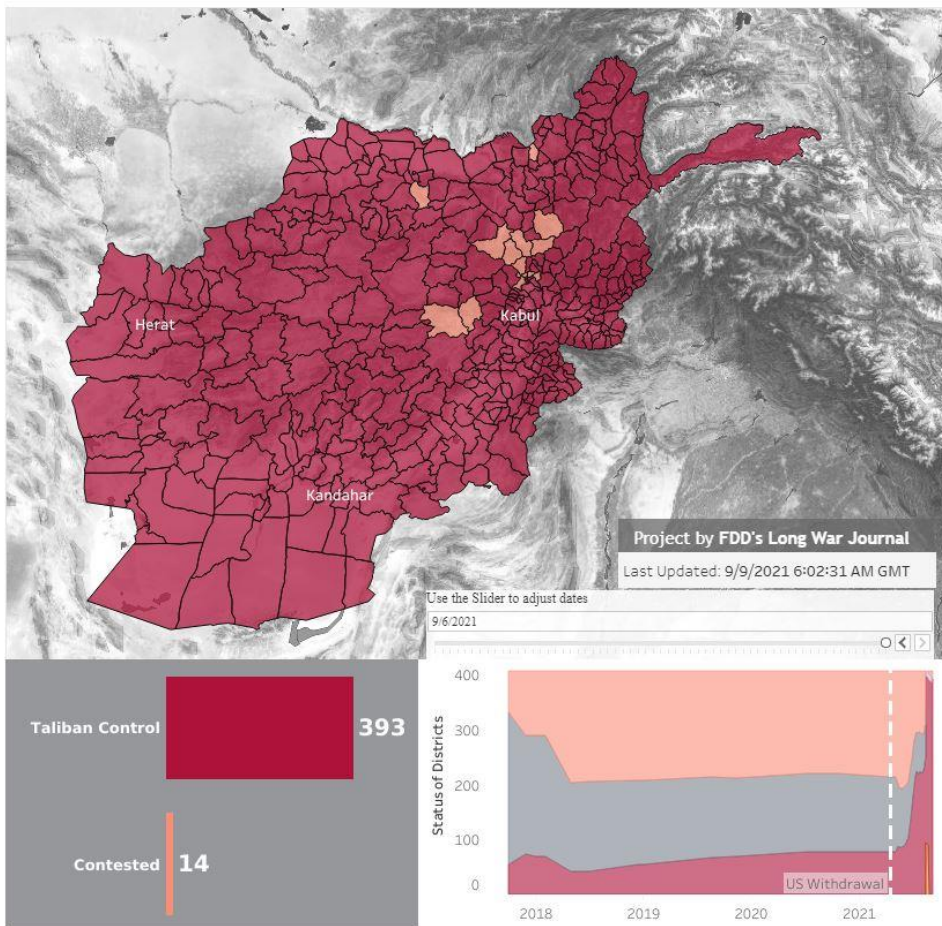 Herat
Kabul
Kandahar
Project by FDD's Long War Journal
Last Updated: 9/9/2021 6:02:31 AM GMT
Use the Slider to adjust dates
9/6/2021
Taliban Control
393
Contested
14
Status of Districts
400
300
200
100
0
US Withdrawal
2018
2019
2020
2021